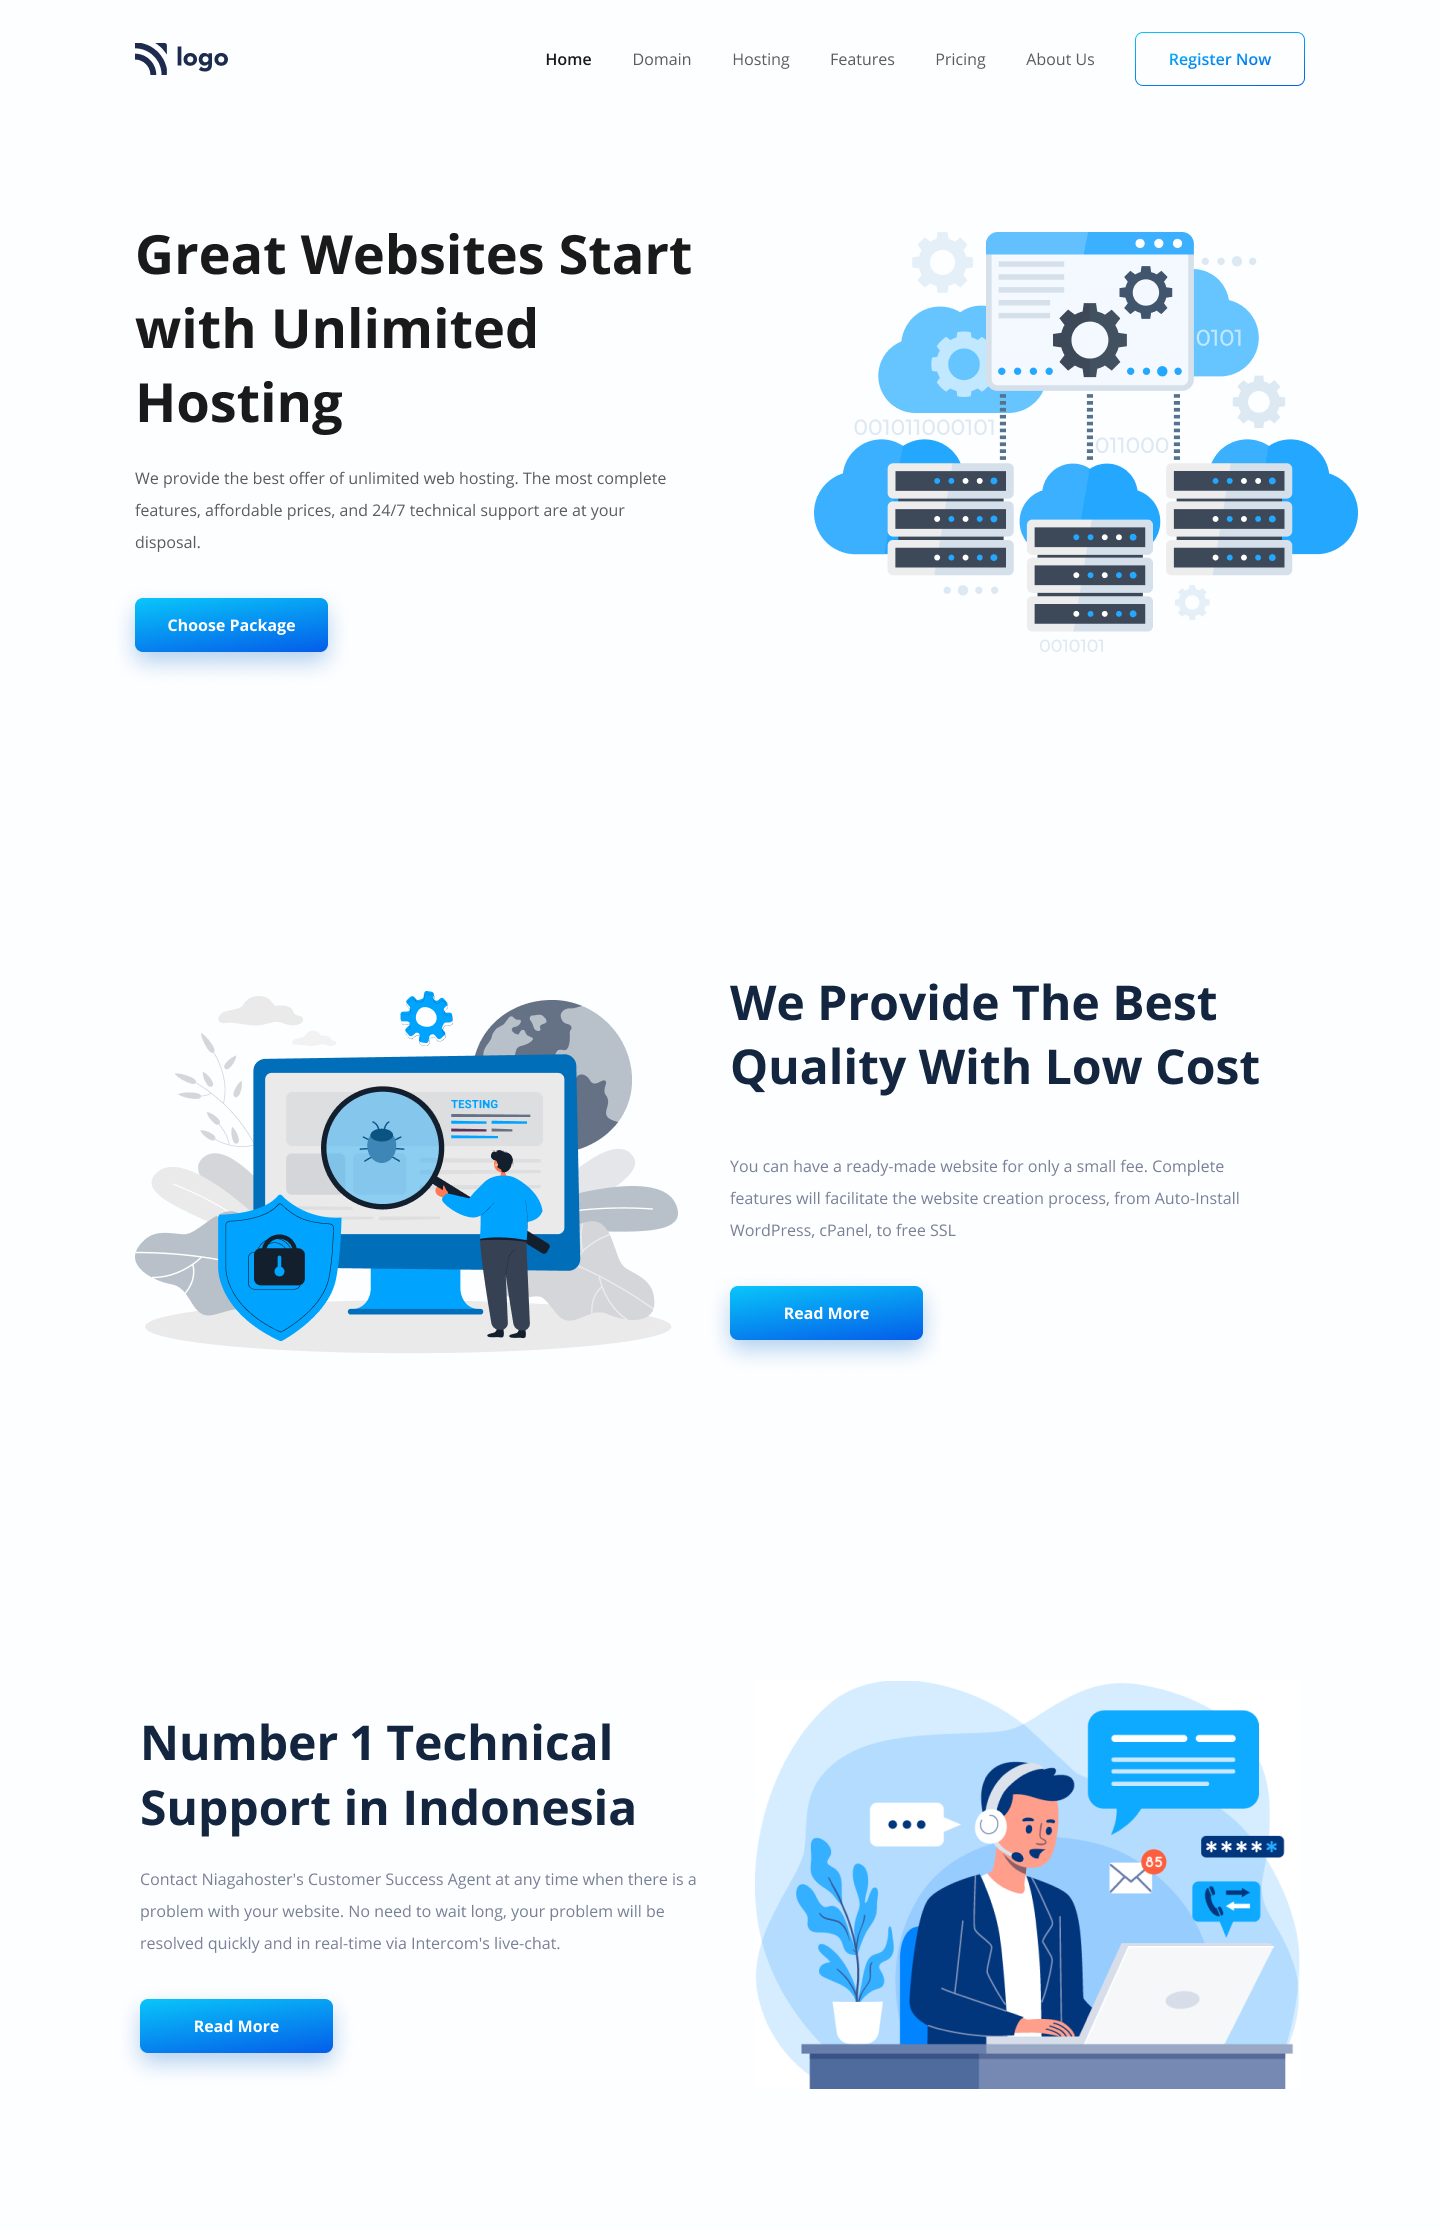 logo
Home Domain Hosting Features Pricing About Us Register Now
Great Websites Start
with Unlimited
Hosting
We provide the best offer of unlimited web hosting. The most complete
features, affordable prices, and 24/7 technical support are at your
disposal.
Choose Package
0101
001011000101
011000
0010101
We Provide The Best
Quality With Low Cost
TESTING
You can have a ready-made website for only a small fee. Complete
features will facilitate the website creation process, from Auto-Install
WordPress, cPanel, to free SSL
Read More
Number 1 Technical
Support in Indonesia
Contact Niagahoster's Customer Success Agent at any time when there is a
problem with your website. No need to wait long, your problem will be
resolved quickly and in real-time via Intercom's live-chat.
Read More
85
*****